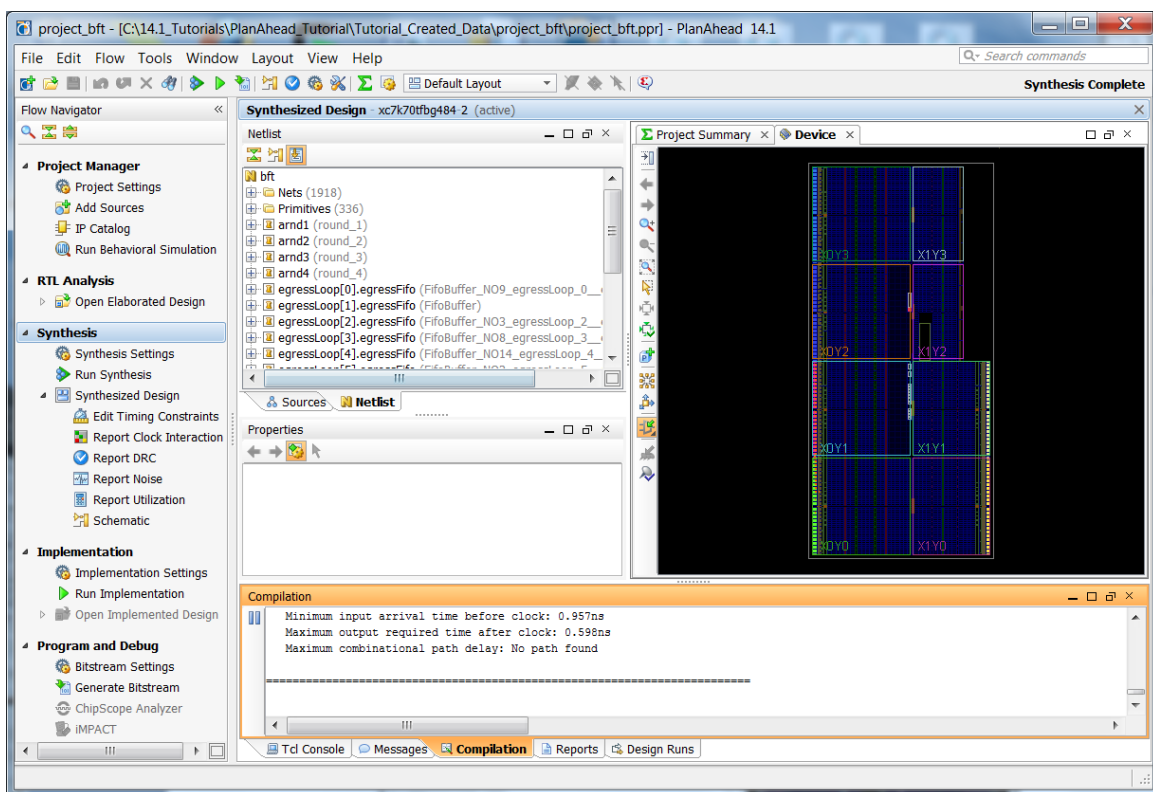 project_bft - [C:\14.1_Tutorials\PlanAhead_Tutorial\Tutorial_Created_Data\project_bft\project_bft.ppr] - PlanAhead 14.1
File Edit Flow Tools Window Layout View Help
Search commands
Default Layout
Synthesis Complete
Flow Navigator
Project Manager
Project Settings
Add Sources
IP Catalog
Run Behavioral Simulation
RTL Analysis
Open Elaborated Design
Synthesis
Synthesis Settings
Run Synthesis
Synthesized Design
Edit Timing Constraints
Report Clock Interaction
Report DRC
Report Noise
Report Utilization
Schematic
Implementation
Implementation Settings
Run Implementation
Open Implemented Design
Program and Debug
Bitstream Settings
Generate Bitstream
ChipScope Analyzer
iMPACT
Synthesized Design - xc7k70tfbg484-2 (active)
Netlist
bft
Nets (1918)
Primitives (336)
arnd1 (round_1)
arnd2 (round_2)
arnd3 (round_3)
arnd4 (round_4)
egressLoop[0].egressFifo (FifoBuffer_NO9_egressLoop_0__
egressLoop[1].egressFifo (FifoBuffer)
egressLoop[2].egressFifo (FifoBuffer_NO3_egressLoop_2__
egressLoop[3].egressFifo (FifoBuffer_NO8_egressLoop_3__
egressLoop[4].egressFifo (FifoBuffer_NO14_egressLoop_4_
Sources Netlist
Properties
Project Summary Device
X0Y3 X1Y3
X0Y2 X1Y2
X0Y1 X1Y1
X0Y0 X1Y0
Compilation
Minimum input arrival time before clock: 0.957ns
Maximum output required time after clock: 0.598ns
Maximum combinational path delay: No path found
=========================================================================
Tcl Console Messages Compilation Reports Design Runs